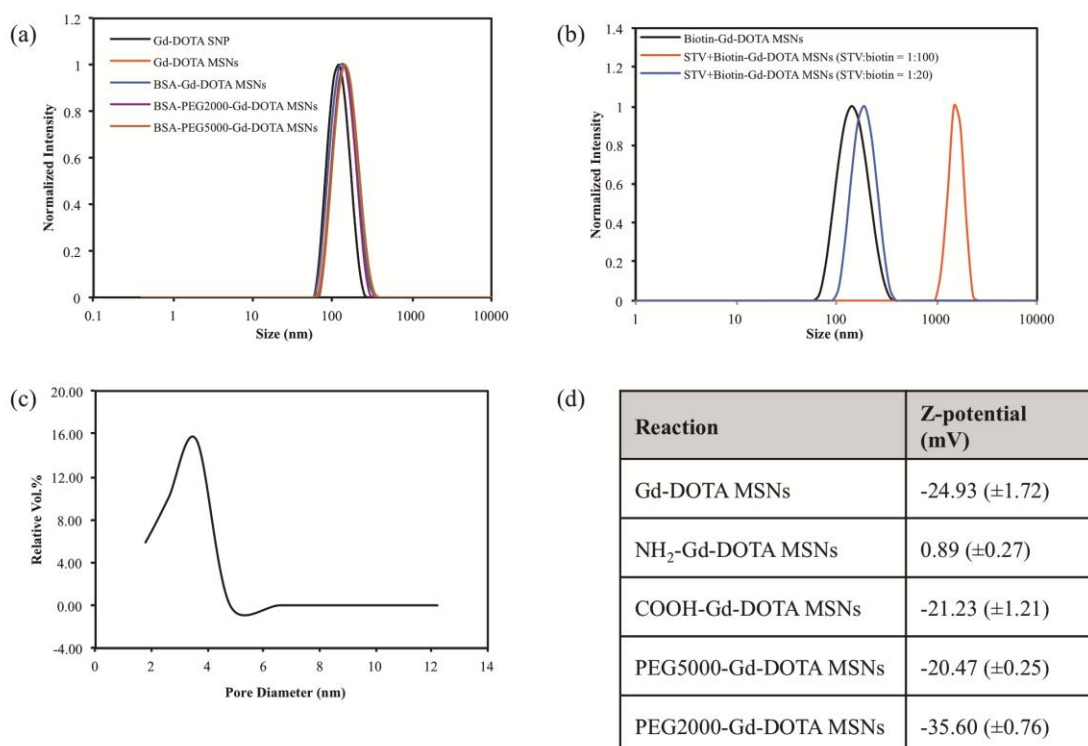 (a)
1.2
1
0.8
0.6
0.4
0.2
0
Normalized Intensity
Gd-DOTA SNP
Gd-DOTA MSNs
BSA-Gd-DOTA MSNs
BSA-PEG2000-Gd-DOTA MSNs
BSA-PEG5000-Gd-DOTA MSNs
0.1 1 10 100 1000 10000
Size (nm)
(b)
1.4
1.2
1
0.8
0.6
0.4
0.2
0
Normalized Intensity
Biotin-Gd-DOTA MSNs
STV+Biotin-Gd-DOTA MSNs (STV:biotin = 1:100)
STV+Biotin-Gd-DOTA MSNs (STV:biotin = 1:20)
1 10 100 1000 10000
Size (nm)
(c)
20.00
16.00
12.00
8.00
4.00
0.00
-4.00
Relative Vol.%
0 2 4 6 8 10 12 14
Pore Diameter (nm)
(d)
Reaction Z-potential
(mV)
Gd-DOTA MSNs -24.93 (±1.72)
NH₂-Gd-DOTA MSNs 0.89 (±0.27)
COOH-Gd-DOTA MSNs -21.23 (±1.21)
PEG5000-Gd-DOTA MSNs -20.47 (±0.25)
PEG2000-Gd-DOTA MSNs -35.60 (±0.76)